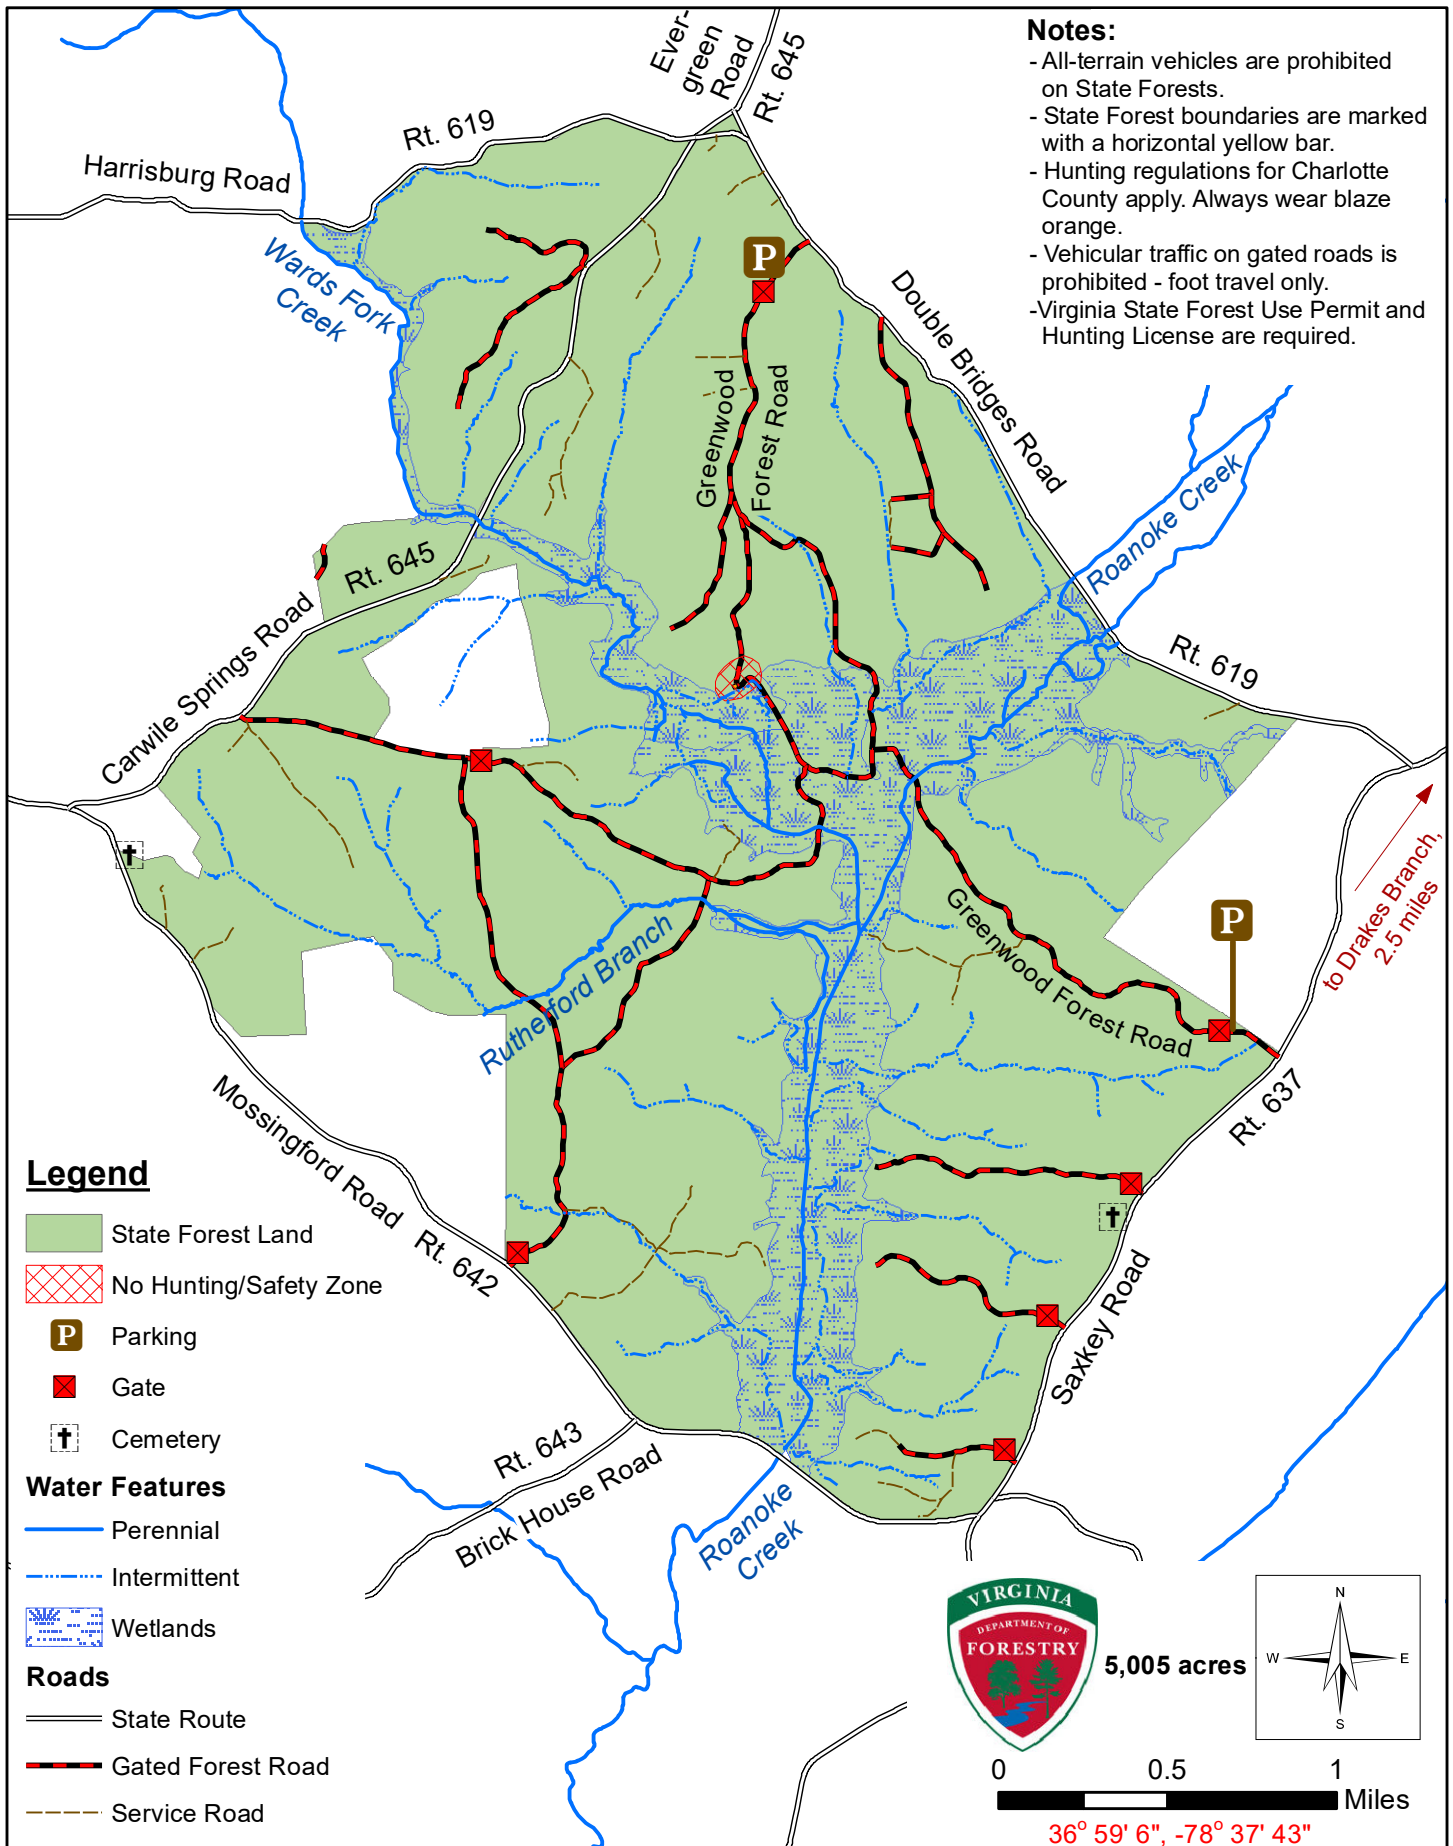 Notes:
- All-terrain vehicles are prohibited
on State Forests.
- State Forest boundaries are marked
with a horizontal yellow bar.
- Hunting regulations for Charlotte
County apply. Always wear blaze
orange.
- Vehicular traffic on gated roads is
prohibited - foot travel only.
-Virginia State Forest Use Permit and
Hunting License are required.
Ever-
green
Road
Rt. 645
Rt. 619
Harrisburg Road
Wards Fork
Creek
P
Double Bridges Road
Greenwood
Forest Road
Roanoke Creek
Rt. 645
Carwile Springs Road
Rt. 619
to Drakes Branch,
2.5 miles
P
Greenwood Forest Road
Rutherford Branch
Rt. 637
Mossingford Road
Rt. 642
Saxkey Road
Rt. 643
Brick House Road
Roanoke
Creek
Legend
State Forest Land
No Hunting/Safety Zone
P Parking
Gate
Cemetery
Water Features
Perennial
Intermittent
Wetlands
Roads
State Route
Gated Forest Road
Service Road
VIRGINIA
DEPARTMENT OF
FORESTRY
5,005 acres
N
W E
S
0 0.5 1
Miles
36° 59' 6", -78° 37' 43"